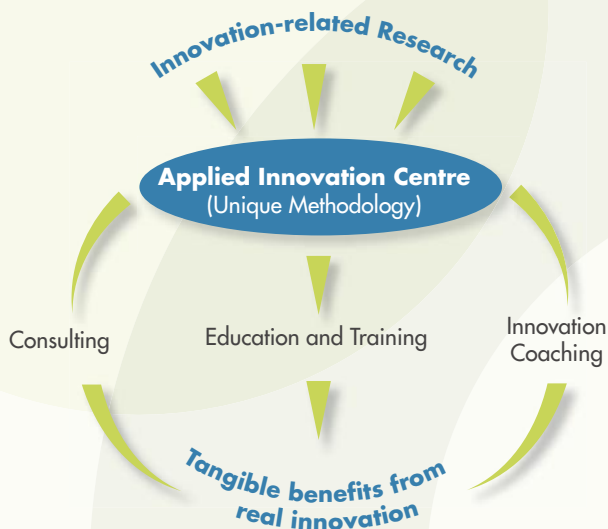 Innovation-related Research
Applied Innovation Centre
(Unique Methodology)
Consulting
Education and Training
Innovation
Coaching
Tangible benefits from
real innovation